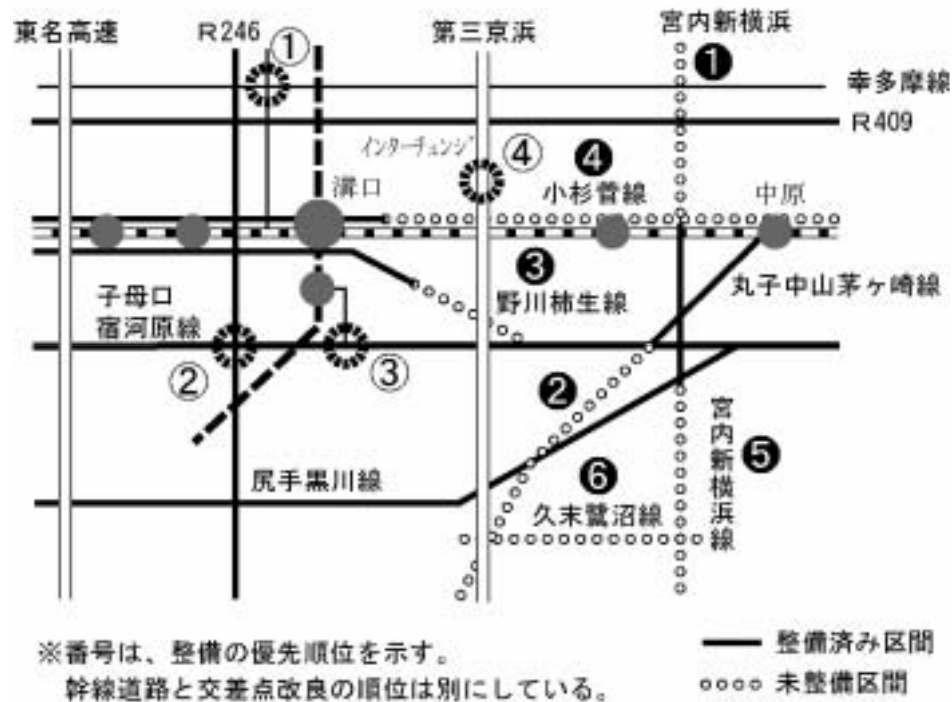 東名高速
R246
第三京浜
宮内新横浜
①
❶
幸多摩線
R409
インターチェンジ
④
❹
溝口
小杉菅線
中原
❸
子母口
宿河原線
野川柿生線
丸子中山茅ヶ崎線
②
③
❷
宮内新横浜線
❺
尻手黒川線
❻
久末鷺沼線
※番号は、整備の優先順位を示す。
幹線道路と交差点改良の順位は別にしている。
整備済み区間
未整備区間